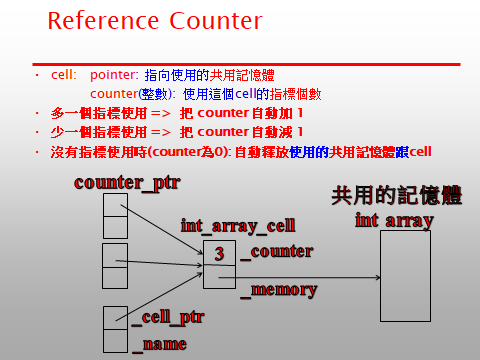 Reference Counter
• cell: pointer: 指向使用的共用記憶體
counter(整數): 使用這個cell的指標個數
• 多一個指標使用 => 把 counter 自動加 1
• 少一個指標使用 => 把 counter 自動減 1
• 沒有指標使用時(counter為0): 自動釋放使用的共用記憶體跟cell
counter_ptr
共用的記憶體
int_array_cell
int array
3
_counter
_memory
_cell_ptr
_name